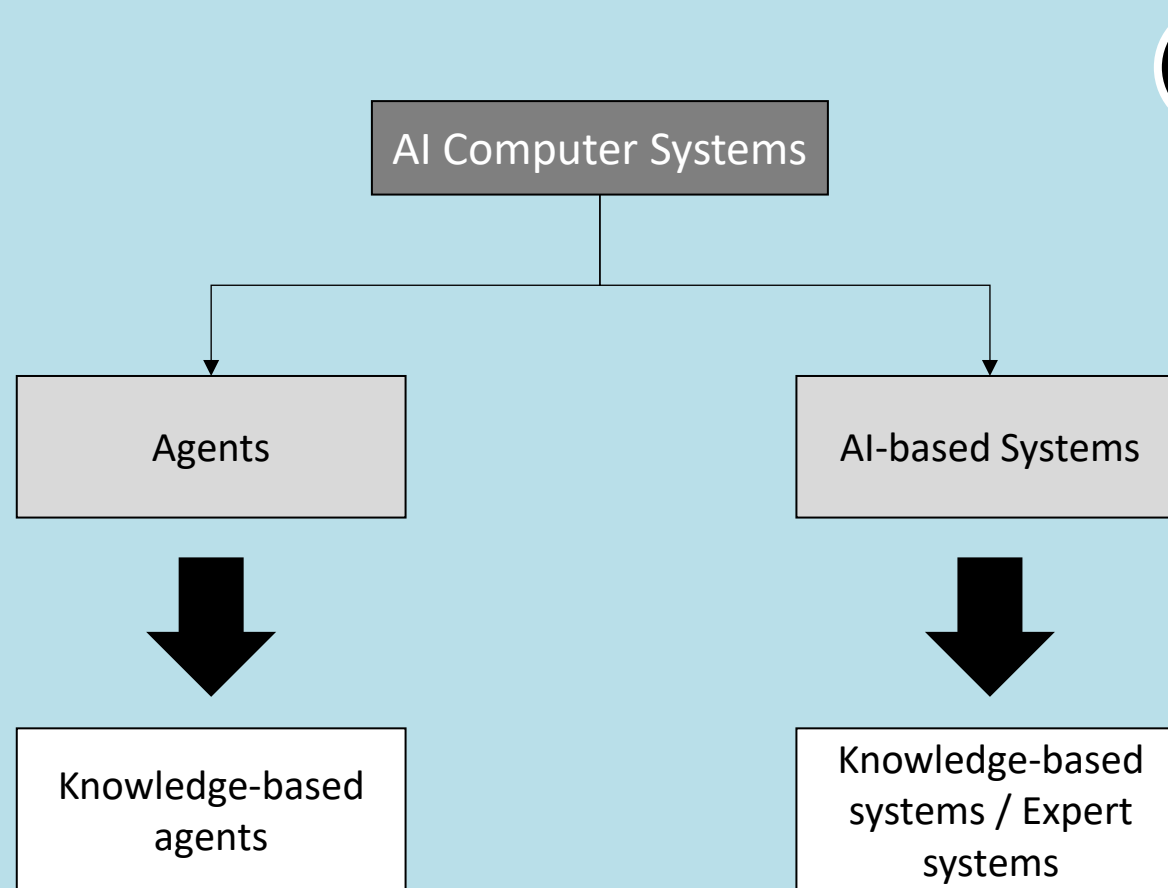 AI Computer Systems
Agents
AI-based Systems
Knowledge-based
agents
Knowledge-based
systems / Expert
systems